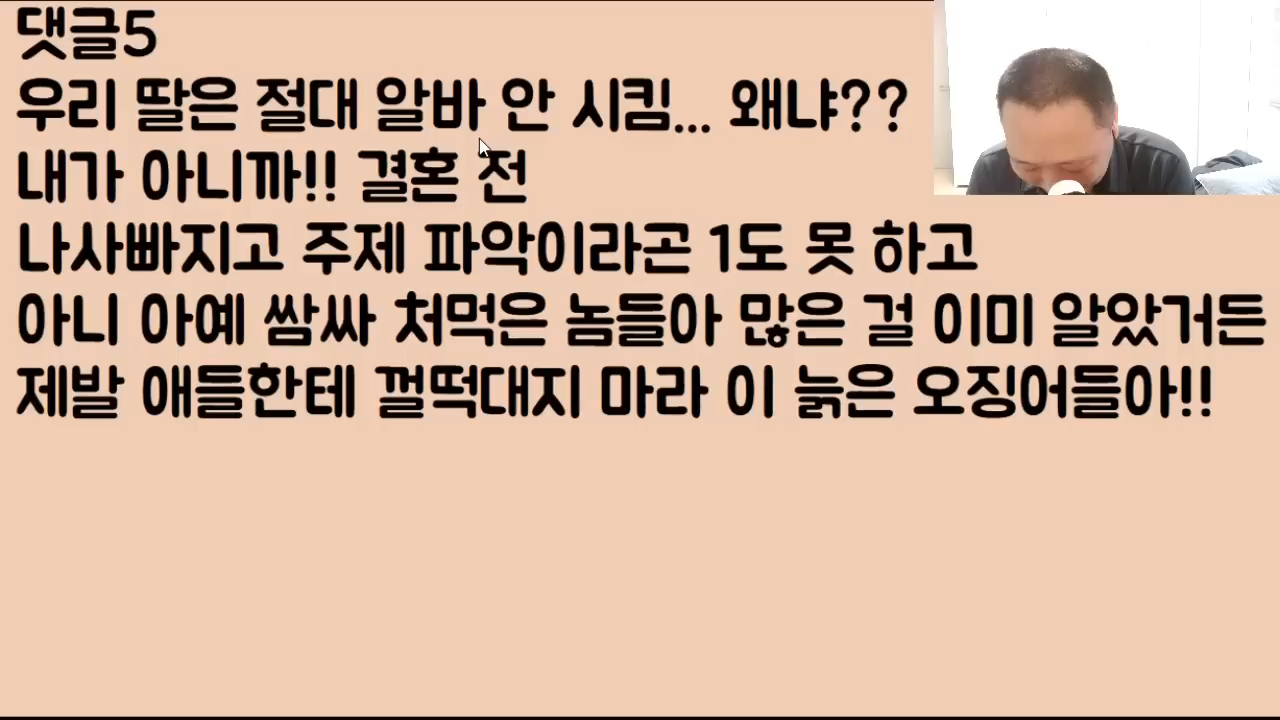 댓글5
우리 딸은 절대 알바 안 시킴... 왜냐??
내가 아니까!! 결혼 전
나사빠지고 주제 파악이라곤 1도 못 하고
아니 아예 쌈싸 처먹은 놈들아 많은 걸 이미 알았거든
제발 애들한테 껄떡대지 마라 이 늙은 오징어들아!!